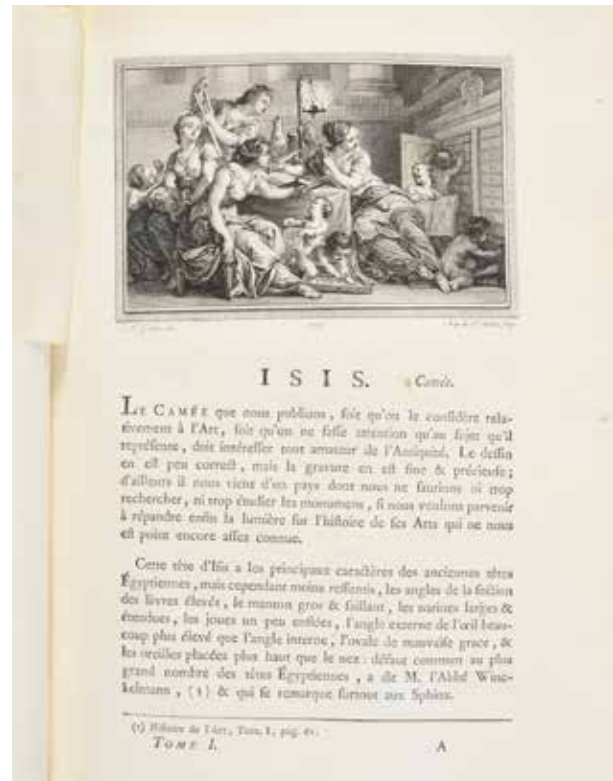 ISIS. Camée.
LE CAMÉE que nous publions, soit qu'on le considère rela-
tivement à l'Art, soit qu'on ne fasse attention qu'au sujet qu'il
représente, doit intéresser tout amateur de l'Antiquité. Le dessin
en est peu correct, mais la gravure en est fine & précieuse;
d'ailleurs il nous vient d'un pays dont nous ne saurions ni trop
rechercher, ni trop étudier les monumens, si nous voulons parvenir
à répandre enfin la lumière sur l'histoire de ses Arts qui ne nous
est point encore assez connue.
Cette tête d'Isis a les principaux caractères des anciennes têtes
Égyptiennes, mais cependant moins ressentis, les angles de la section
des lèvres élevés, le menton gros & saillant, les narines larges &
étendues, les joues un peu enflées, l'angle externe de l'œil beau-
coup plus élevé que l'angle interne, l'ovale de mauvaise grace, &
les oreilles placées plus haut que le nez: défaut commun au plus
grand nombre des têtes Égyptiennes, a dit M. l'Abbé Winc-
kelmann, (1) & qui se remarque surtout aux Sphinx.
(1) Histoire de l'Art, Tom. I, pag.
TOME I. A